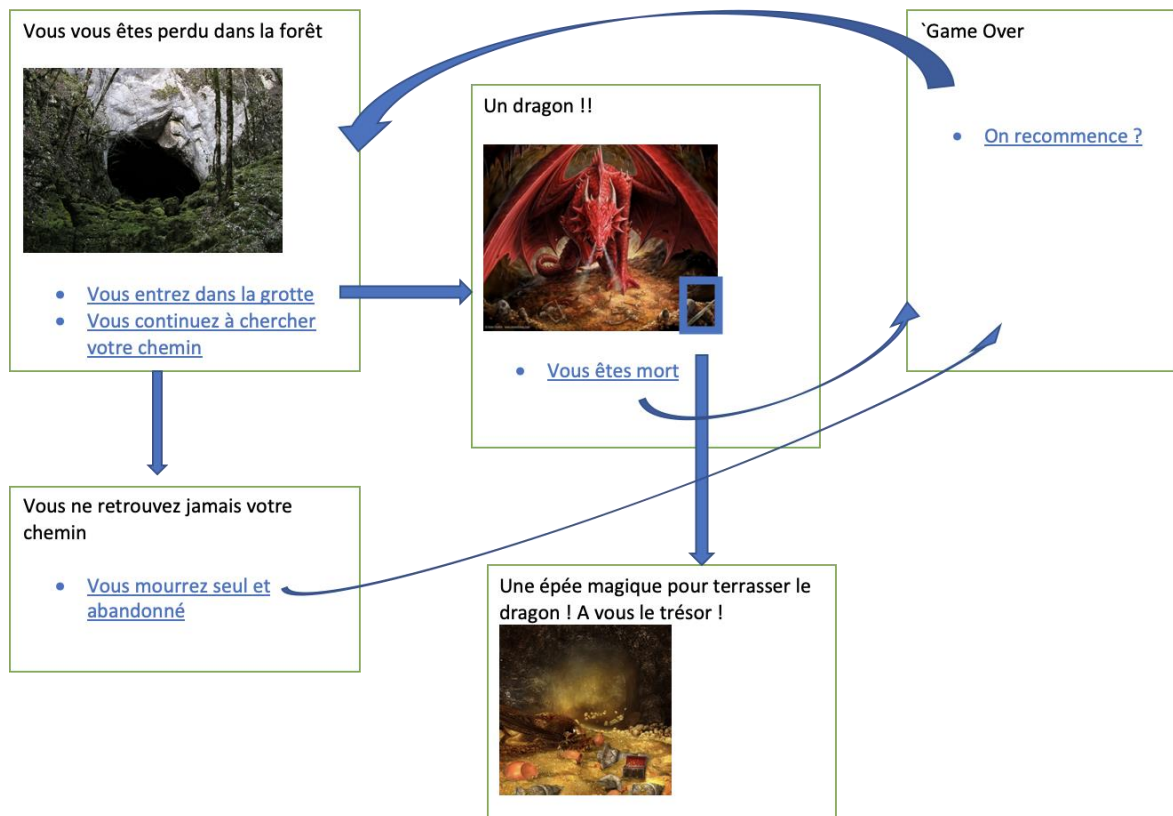 Vous vous êtes perdu dans la forêt
Vous entrez dans la grotte
Vous continuez à chercher
votre chemin
Un dragon !!
Vous êtes mort
`Game Over
On recommence ?
Vous ne retrouvez jamais votre
chemin
Vous mourrez seul et
abandonné
Une épée magique pour terrasser le
dragon ! A vous le trésor !